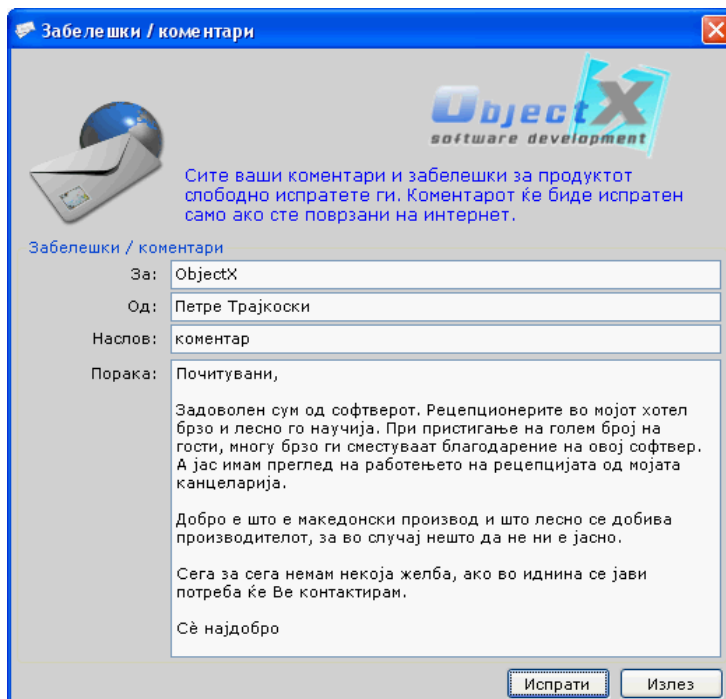 Забелешки / коментари
ObjectX
software development
Сите ваши коментари и забелешки за продуктот
слободно испратете ги. Коментарот ќе биде испратен
само ако сте поврзани на интернет.
Забелешки / коментари
За: ObjectX
Од: Петре Трајкоски
Наслов: коментар
Порака: Почитувани,
Задоволен сум од софтверот. Рецепционерите во мојот хотел
брзо и лесно го научија. При пристигање на голем број на
гости, многу брзо ги сместуваат благодарение на овој софтвер.
А јас имам преглед на работењето на рецепцијата од мојата
канцеларија.
Добро е што е македонски производ и што лесно се добива
производителот, за во случај нешто да не ни е јасно.
Сега за сега немам некоја желба, ако во иднина се јави
потреба ќе Ве контактирам.
Сѐ најдобро
Испрати Излез